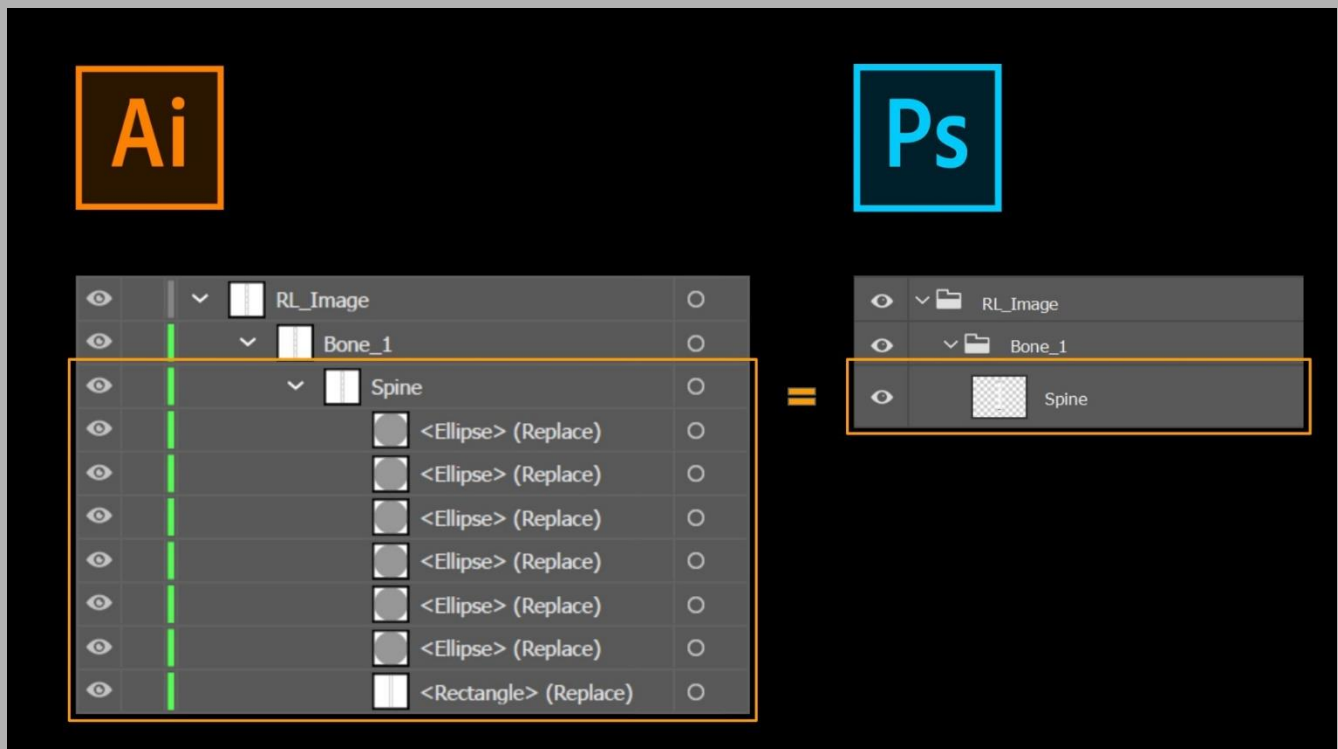 Ai
Ps
RL_Image
Bone_1
Spine
<Ellipse> (Replace)
<Ellipse> (Replace)
<Ellipse> (Replace)
<Ellipse> (Replace)
<Ellipse> (Replace)
<Ellipse> (Replace)
<Rectangle> (Replace)
=
RL_Image
Bone_1
Spine